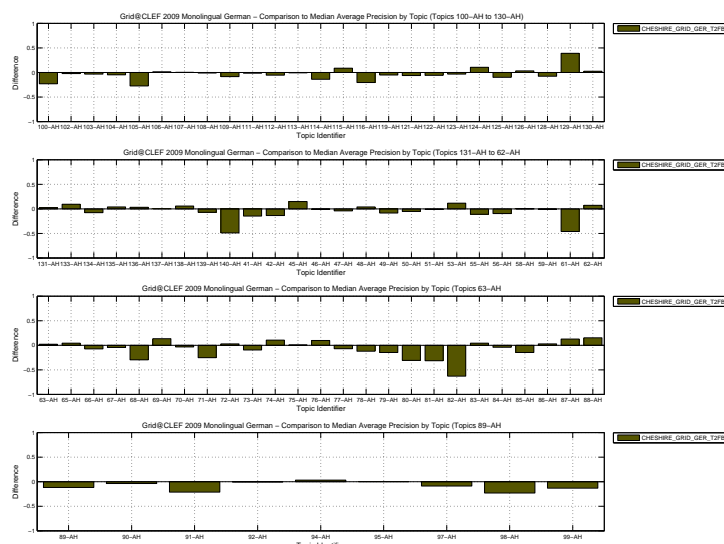 Grid@CLEF 2009 Monolingual German − Comparison to Median Average Precision by Topic (Topics 100−AH to 130−AH)
CHESHIRE_GRID_GER_T2FB
1
0.5
0
−0.5
−1
Difference
100−AH 102−AH 103−AH 104−AH 105−AH 106−AH 107−AH 108−AH 109−AH 111−AH 112−AH 113−AH 114−AH 115−AH 116−AH 119−AH 121−AH 122−AH 123−AH 124−AH 125−AH 126−AH 128−AH 129−AH 130−AH
Topic Identifier
Grid@CLEF 2009 Monolingual German − Comparison to Median Average Precision by Topic (Topics 131−AH to 62−AH
CHESHIRE_GRID_GER_T2FB
1
0.5
0
−0.5
−1
Difference
131−AH 133−AH 134−AH 135−AH 136−AH 137−AH 138−AH 139−AH 140−AH 41−AH 42−AH 43−AH 45−AH 46−AH 47−AH 48−AH 49−AH 50−AH 51−AH 53−AH 55−AH 56−AH 58−AH 59−AH 61−AH 62−AH
Topic Identifier
Grid@CLEF 2009 Monolingual German − Comparison to Median Average Precision by Topic (Topics 63−AH
CHESHIRE_GRID_GER_T2FB
1
0.5
0
−0.5
−1
Difference
63−AH 65−AH 66−AH 67−AH 68−AH 69−AH 70−AH 71−AH 72−AH 73−AH 74−AH 75−AH 76−AH 77−AH 78−AH 79−AH 80−AH 81−AH 82−AH 83−AH 84−AH 85−AH 86−AH 87−AH 88−AH
Topic Identifier
Grid@CLEF 2009 Monolingual German − Comparison to Median Average Precision by Topic (Topics 89−AH
CHESHIRE_GRID_GER_T2FB
1
0.5
0
−0.5
−1
Difference
89−AH 90−AH 91−AH 92−AH 94−AH 95−AH 97−AH 98−AH 99−AH
Topic Identifier